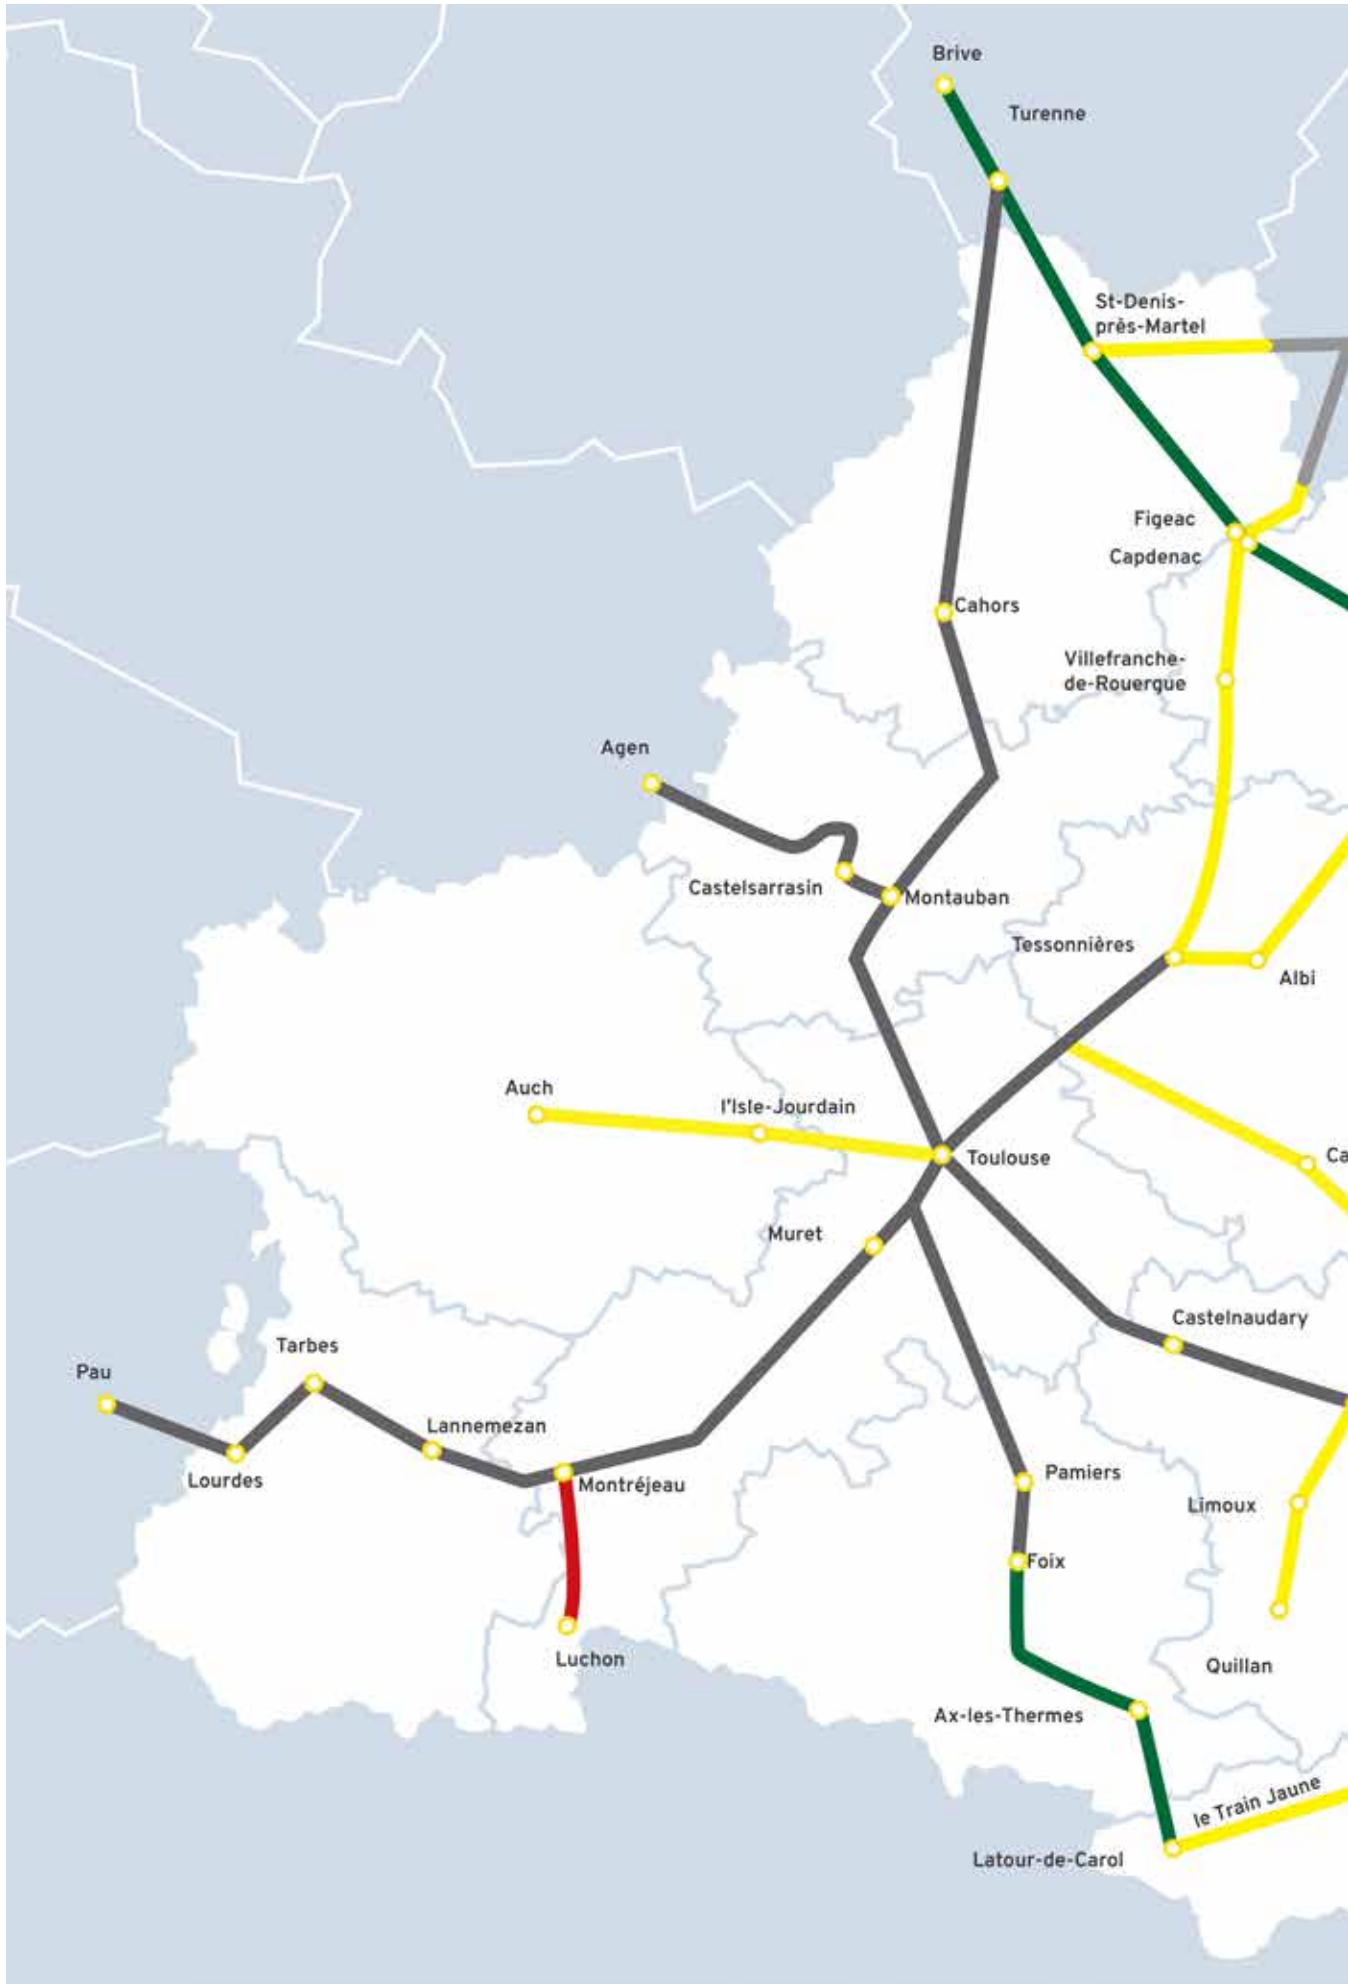 Brive
Turenne
St-Denis-
près-Martel
Figeac
Capdenac
Cahors
Villefranche-
de-Rouergue
Agen
Castelsarrasin
Montauban
Tessonnières
Albi
Auch
l'Isle-Jourdain
Toulouse
Ca
Muret
Castelnaudary
Tarbes
Pau
Lannemezan
Lourdes
Montréjeau
Pamiers
Limoux
Foix
Luchon
Quillan
Ax-les-Thermes
le Train Jaune
Latour-de-Carol